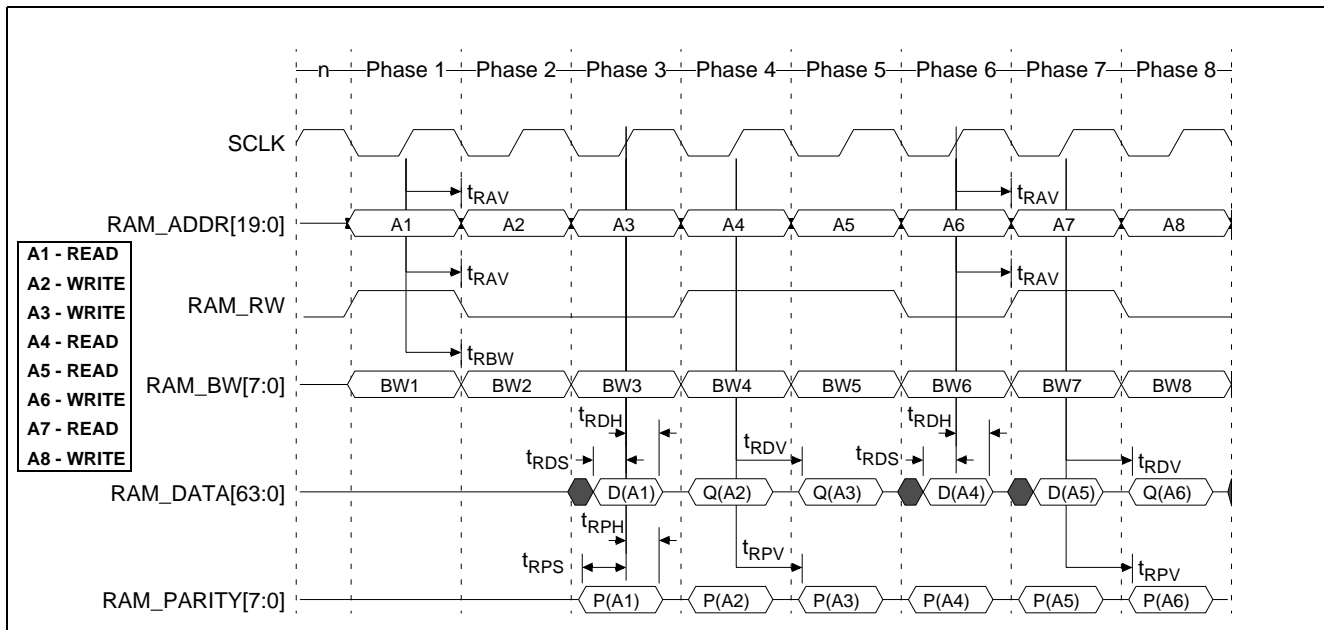 n Phase 1 Phase 2 Phase 3 Phase 4 Phase 5 Phase 6 Phase 7 Phase 8
SCLK
tRAV tRAV
RAM_ADDR[19:0] A1 A2 A3 A4 A5 A6 A7 A8
A1 - READ
A2 - WRITE
A3 - WRITE
A4 - READ
A5 - READ
A6 - WRITE
A7 - READ
A8 - WRITE
tRAV tRAV
RAM_RW
tRBW
RAM_BW[7:0] BW1 BW2 BW3 BW4 BW5 BW6 BW7 BW8
tRDH tRDH
tRDS tRDV tRDS tRDV
RAM_DATA[63:0] D(A1) Q(A2) Q(A3) D(A4) D(A5) Q(A6)
tRPH
tRPS tRPV tRPV
RAM_PARITY[7:0] P(A1) P(A2) P(A3) P(A4) P(A5) P(A6)